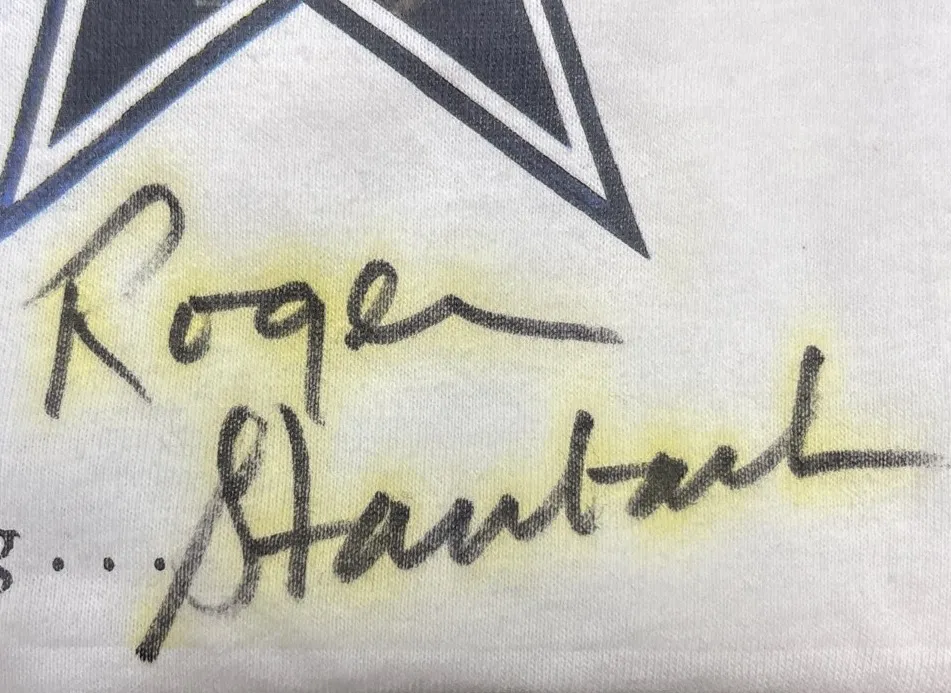 Roger
Staubach
g . . . .